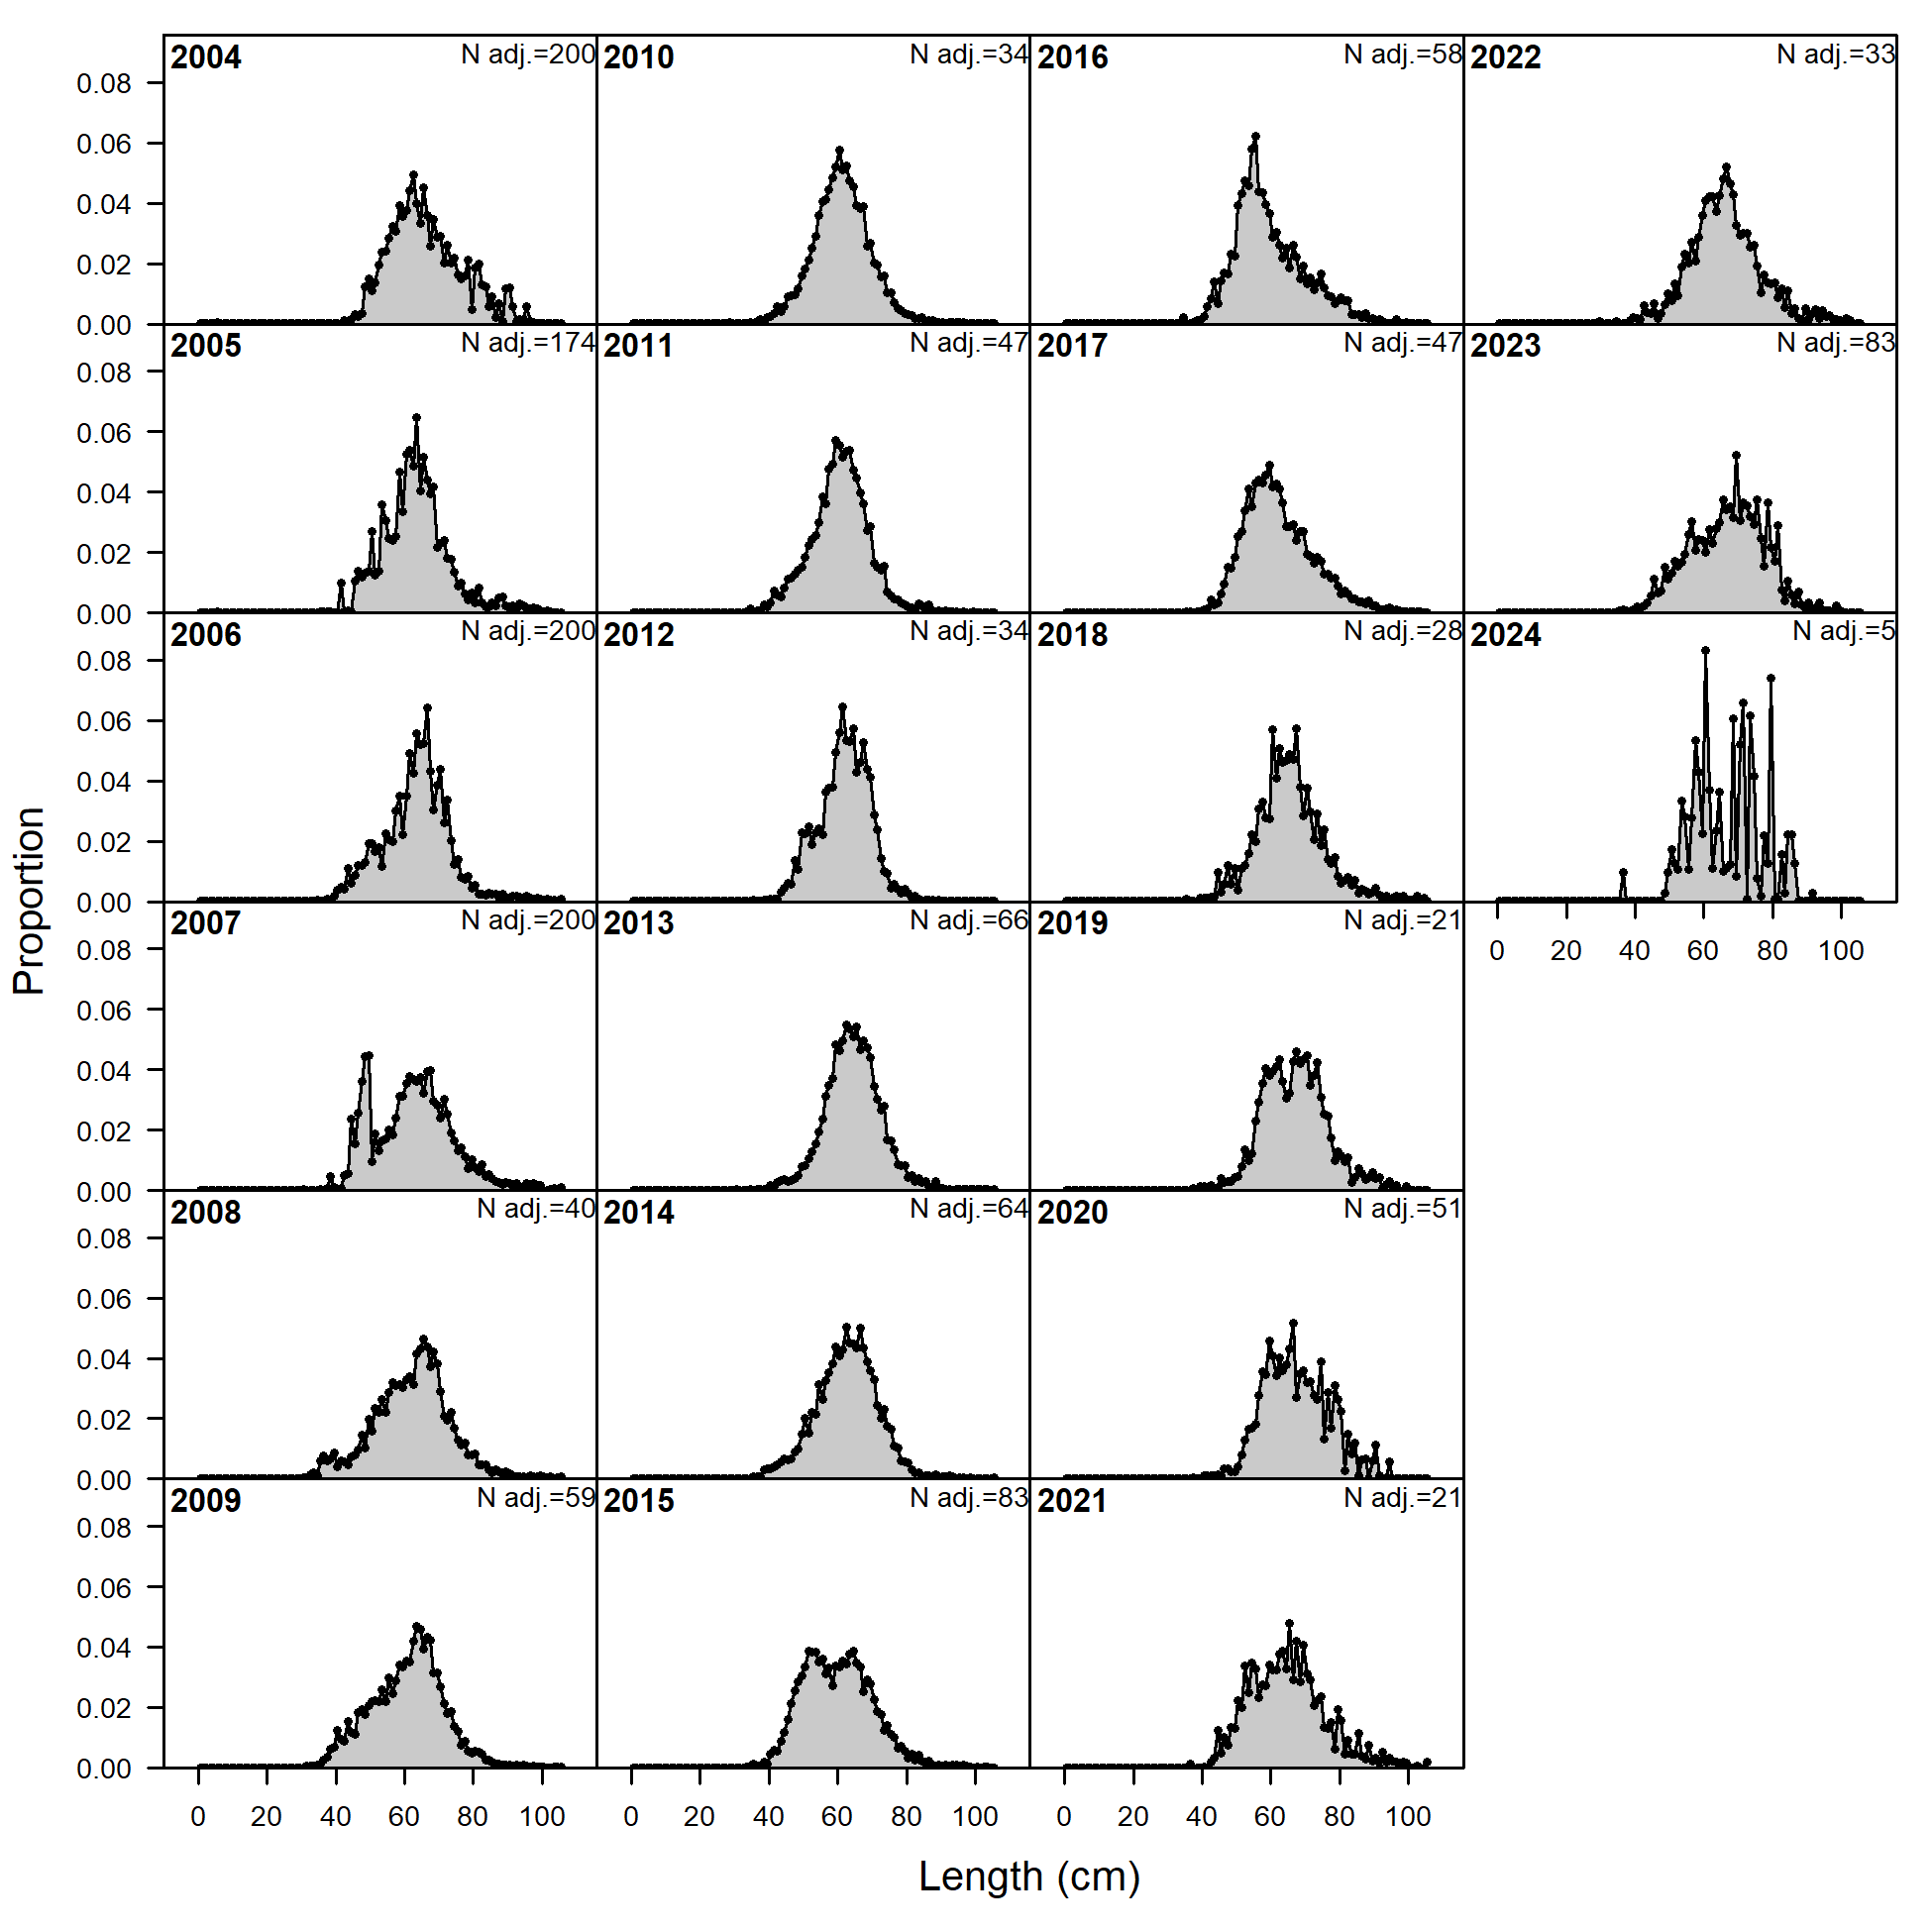 2004 N adj.=200
2010 N adj.=34
2016 N adj.=58
2022 N adj.=33
0.08
0.06
0.04
0.02
0.00
2005 N adj.=174
2011 N adj.=47
2017 N adj.=47
2023 N adj.=83
0.08
0.06
0.04
0.02
0.00
2006 N adj.=200
2012 N adj.=34
2018 N adj.=28
2024 N adj.=5
0.08
0.06
0.04
0.02
0.00
0 20 40 60 80 100
Proportion
2007 N adj.=200
2013 N adj.=66
2019 N adj.=21
0.08
0.06
0.04
0.02
0.00
2008 N adj.=40
2014 N adj.=64
2020 N adj.=51
0.08
0.06
0.04
0.02
0.00
2009 N adj.=59
2015 N adj.=83
2021 N adj.=21
0.08
0.06
0.04
0.02
0.00
0 20 40 60 80 100
0 20 40 60 80 100
0 20 40 60 80 100
Length (cm)